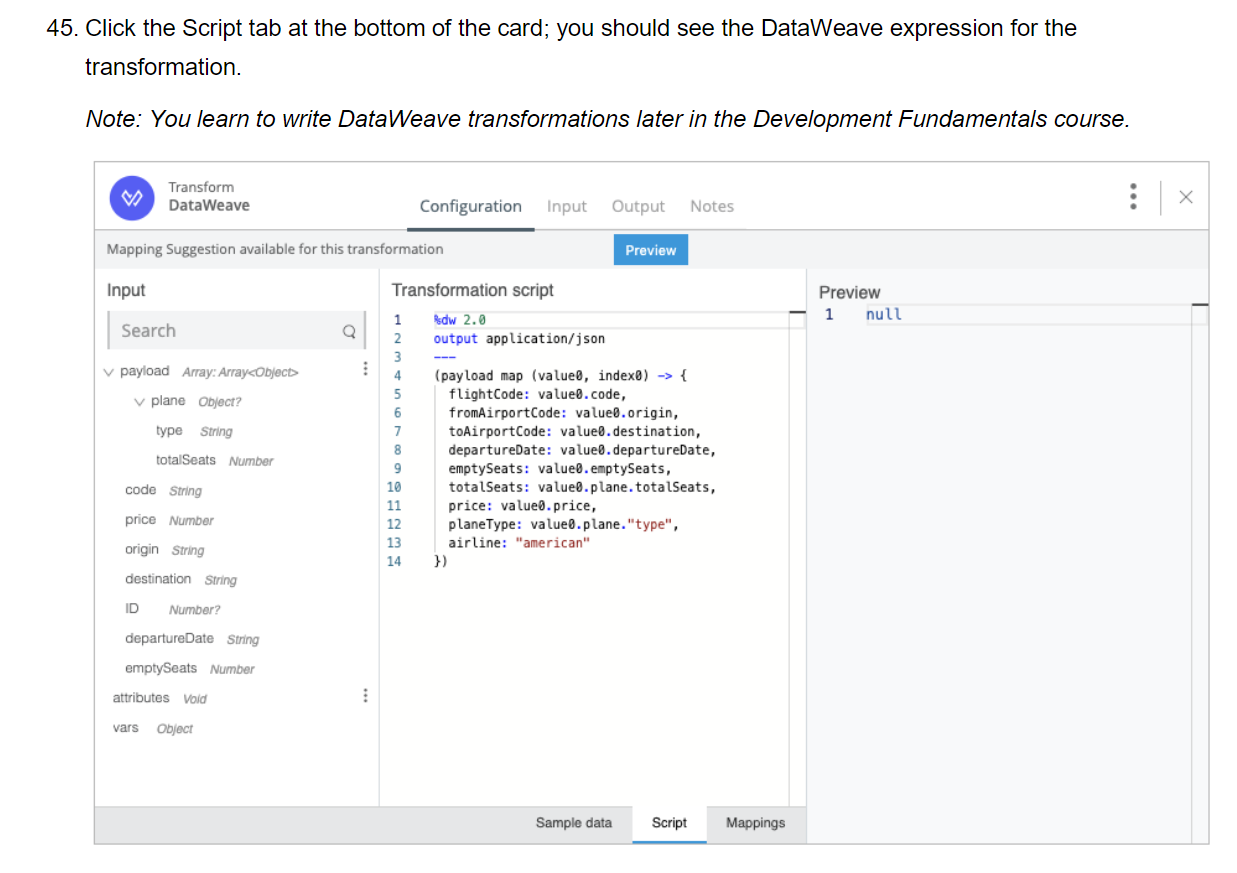 45. Click the Script tab at the bottom of the card; you should see the DataWeave expression for the
transformation.
Note: You learn to write DataWeave transformations later in the Development Fundamentals course.
Transform
DataWeave
Configuration Input Output Notes
Mapping Suggestion available for this transformation
Preview
Input
Search
payload Array: Array<Object>
plane Object?
type String
totalSeats Number
code String
price Number
origin String
destination String
ID Number?
departureDate String
emptySeats Number
attributes Void
vars Object
Transformation script
1 %dw 2.0
2 output application/json
3 ---
4 (payload map (value0, index0) -> {
5 flightCode: value0.code,
6 fromAirportCode: value0.origin,
7 toAirportCode: value0.destination,
8 departureDate: value0.departureDate,
9 emptySeats: value0.emptySeats,
10 totalSeats: value0.plane.totalSeats,
11 price: value0.price,
12 planeType: value0.plane."type",
13 airline: "american"
14 })
Preview
1 null
Sample data Script Mappings